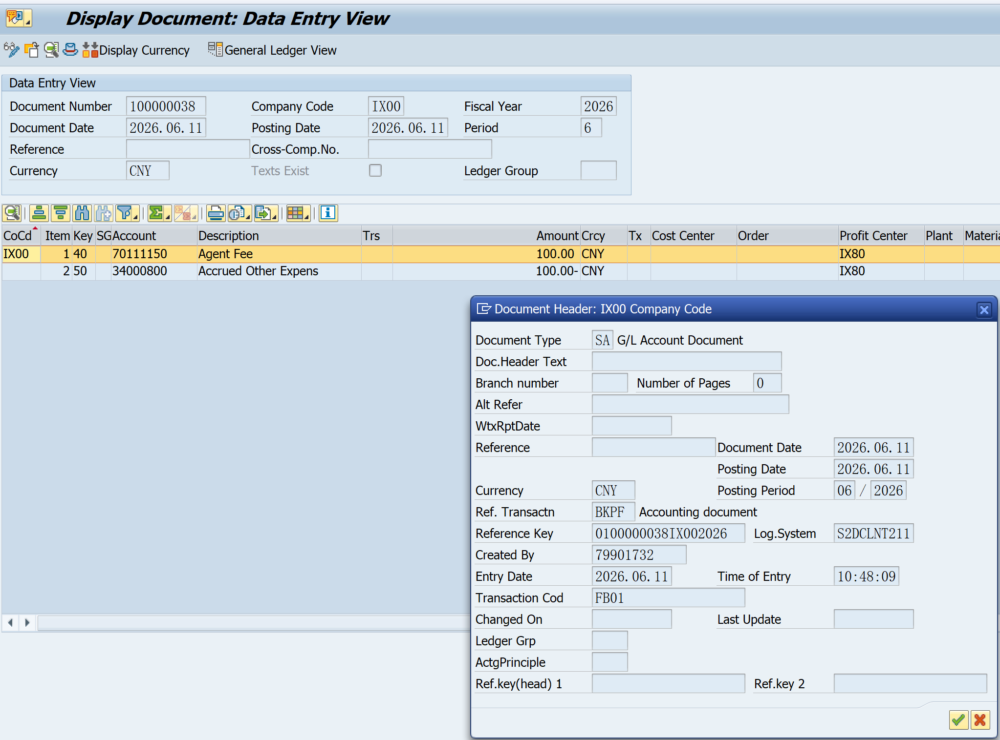 Display Document: Data Entry View
Display Currency General Ledger View
Data Entry View
Document Number 100000038 Company Code IX00 Fiscal Year 2026
Document Date 2026.06.11 Posting Date 2026.06.11 Period 6
Reference Cross-Comp.No.
Currency CNY Texts Exist Ledger Group
CoCd Item Key SG Account Description Trs Amount Crcy Tx Cost Center Order Profit Center Plant Materia
IX00 1 40 70111150 Agent Fee 100.00 CNY IX80
2 50 34000800 Accrued Other Expens 100.00- CNY IX80
Document Header: IX00 Company Code
Document Type SA G/L Account Document
Doc.Header Text
Branch number Number of Pages 0
Alt Refer
WtxRptDate
Reference Document Date 2026.06.11
Posting Date 2026.06.11
Currency CNY Posting Period 06 / 2026
Ref. Transactn BKPF Accounting document
Reference Key 0100000038IX002026 Log.System S2DCLNT211
Created By 79901732
Entry Date 2026.06.11 Time of Entry 10:48:09
Transaction Cod FB01
Changed On Last Update
Ledger Grp
ActgPrinciple
Ref.key(head) 1 Ref.key 2